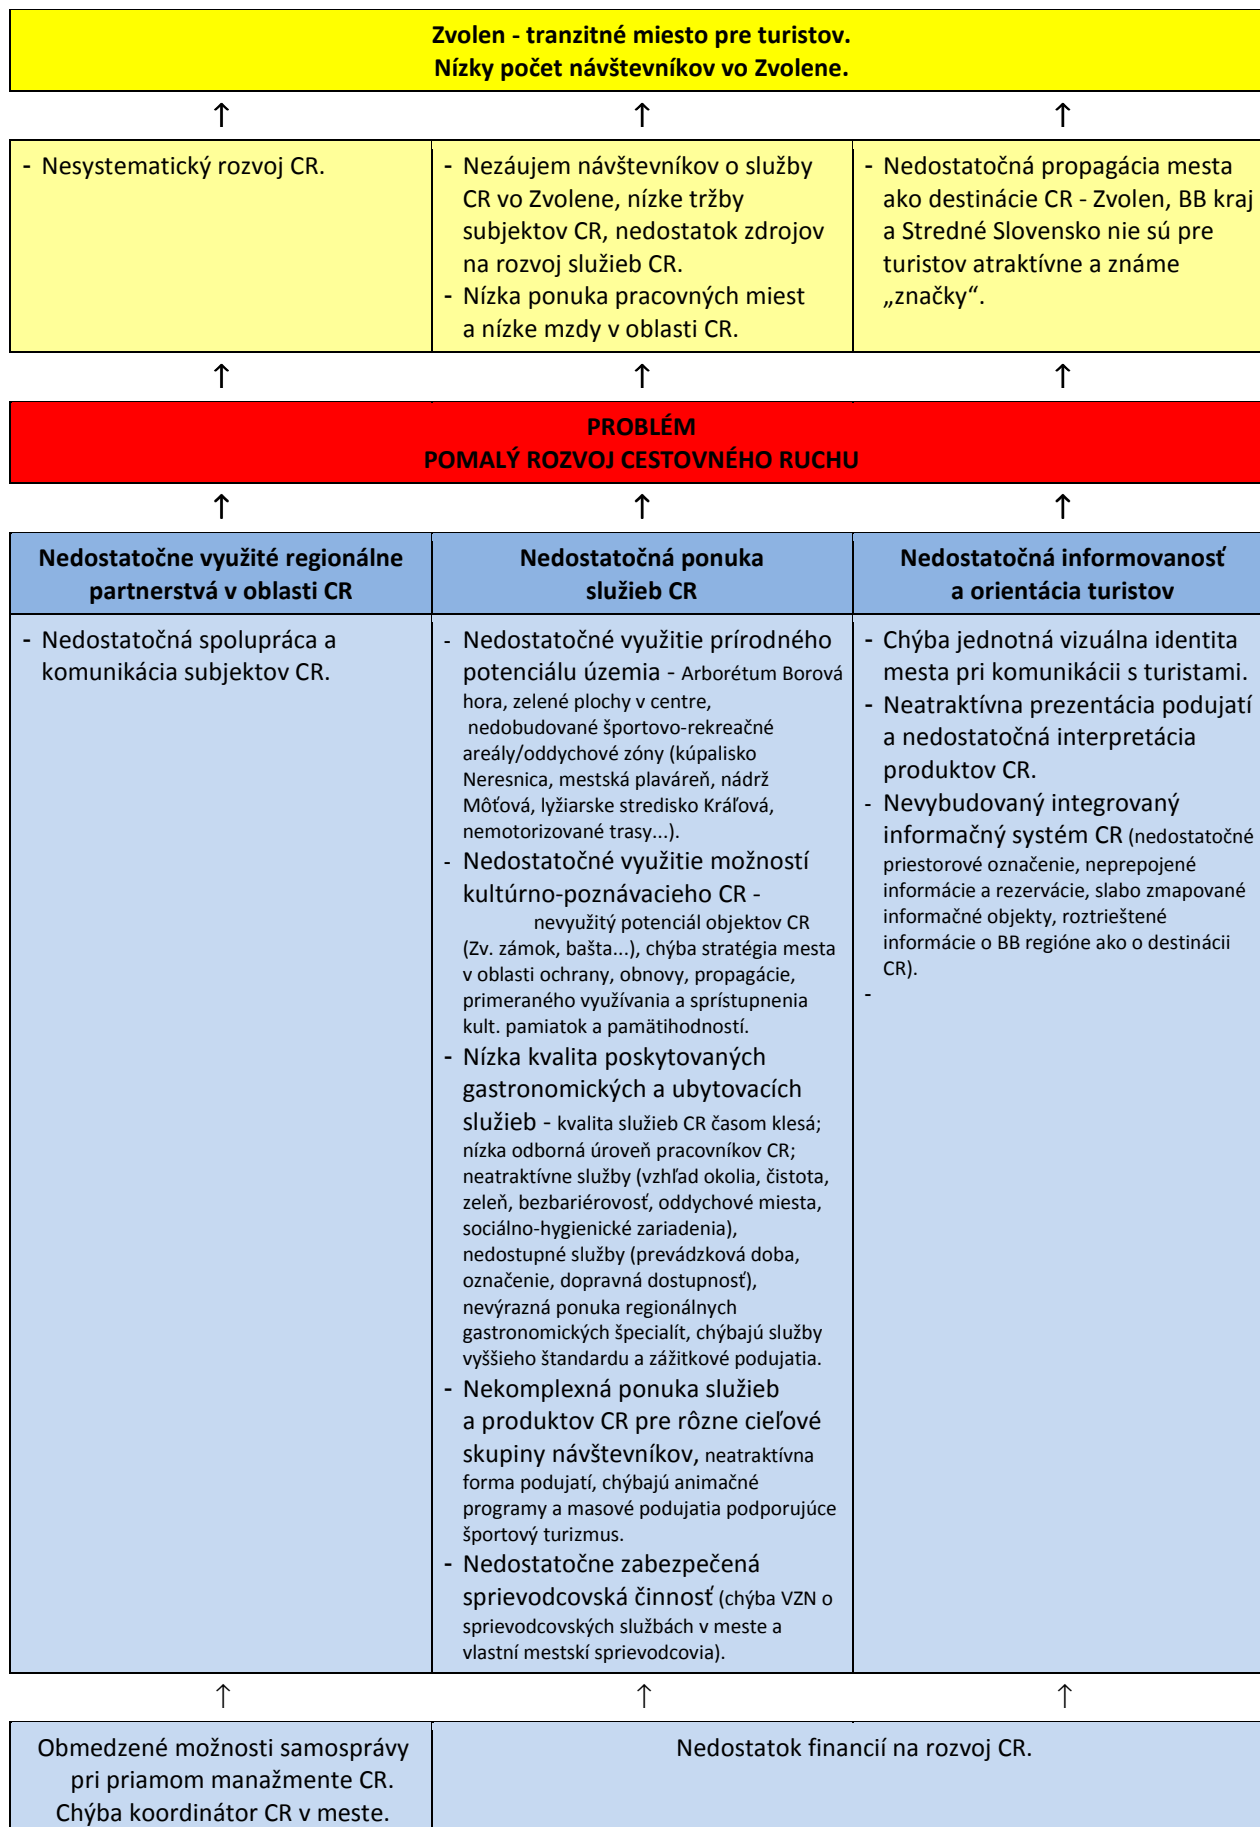 Zvolen - tranzitné miesto pre turistov.
Nízky počet návštevníkov vo Zvolene.
↑ ↑ ↑
- Nesystematický rozvoj CR.
- Nezáujem návštevníkov o služby
CR vo Zvolene, nízke tržby
subjektov CR, nedostatok zdrojov
na rozvoj služieb CR.
- Nízka ponuka pracovných miest
a nízke mzdy v oblasti CR.
- Nedostatočná propagácia mesta
ako destinácie CR - Zvolen, BB kraj
a Stredné Slovensko nie sú pre
turistov atraktívne a známe
„značky“.
↑ ↑ ↑
PROBLÉM
POMALÝ ROZVOJ CESTOVNÉHO RUCHU
↑ ↑ ↑
Nedostatočne využité regionálne
partnerstvá v oblasti CR
Nedostatočná ponuka
služieb CR
Nedostatočná informovanosť
a orientácia turistov
- Nedostatočná spolupráca a
komunikácia subjektov CR.
- Nedostatočné využitie prírodného
potenciálu územia - Arborétum Borová
hora, zelené plochy v centre,
nedobudované športovo-rekreačné
areály/oddychové zóny (kúpalisko
Neresnica, mestská plaváreň, nádrž
Môťová, lyžiarske stredisko Kráľová,
nemotorizované trasy...).
- Nedostatočné využitie možností
kultúrno-poznávacieho CR -
nevyužitý potenciál objektov CR
(Zv. zámok, bašta...), chýba stratégia mesta
v oblasti ochrany, obnovy, propagácie,
primeraného využívania a sprístupnenia
kult. pamiatok a pamätihodností.
- Nízka kvalita poskytovaných
gastronomických a ubytovacích
služieb - kvalita služieb CR časom klesá;
nízka odborná úroveň pracovníkov CR;
neatraktívne služby (vzhľad okolia, čistota,
zeleň, bezbariérovosť, oddychové miesta,
sociálno-hygienické zariadenia),
nedostupné služby (prevádzková doba,
označenie, dopravná dostupnosť),
nevýrazná ponuka regionálnych
gastronomických špecialít, chýbajú služby
vyššieho štandardu a zážitkové podujatia.
- Nekomplexná ponuka služieb
a produktov CR pre rôzne cieľové
skupiny návštevníkov, neatraktívna
forma podujatí, chýbajú animačné
programy a masové podujatia podporujúce
športový turizmus.
- Nedostatočne zabezpečená
sprievodcovská činnosť (chýba VZN o
sprievodcovských službách v meste a
vlastní mestskí sprievodcovia).
- Chýba jednotná vizuálna identita
mesta pri komunikácii s turistami.
- Neatraktívna prezentácia podujatí
a nedostatočná interpretácia
produktov CR.
- Nevybudovaný integrovaný
informačný systém CR (nedostatočné
priestorové označenie, neprepojené
informácie a rezervácie, slabo zmapované
informačné objekty, roztrieštené
informácie o BB regióne ako o destinácii
CR).
-
↑ ↑ ↑
Obmedzené možnosti samosprávy
pri priamom manažmente CR.
Chýba koordinátor CR v meste.
Nedostatok financií na rozvoj CR.